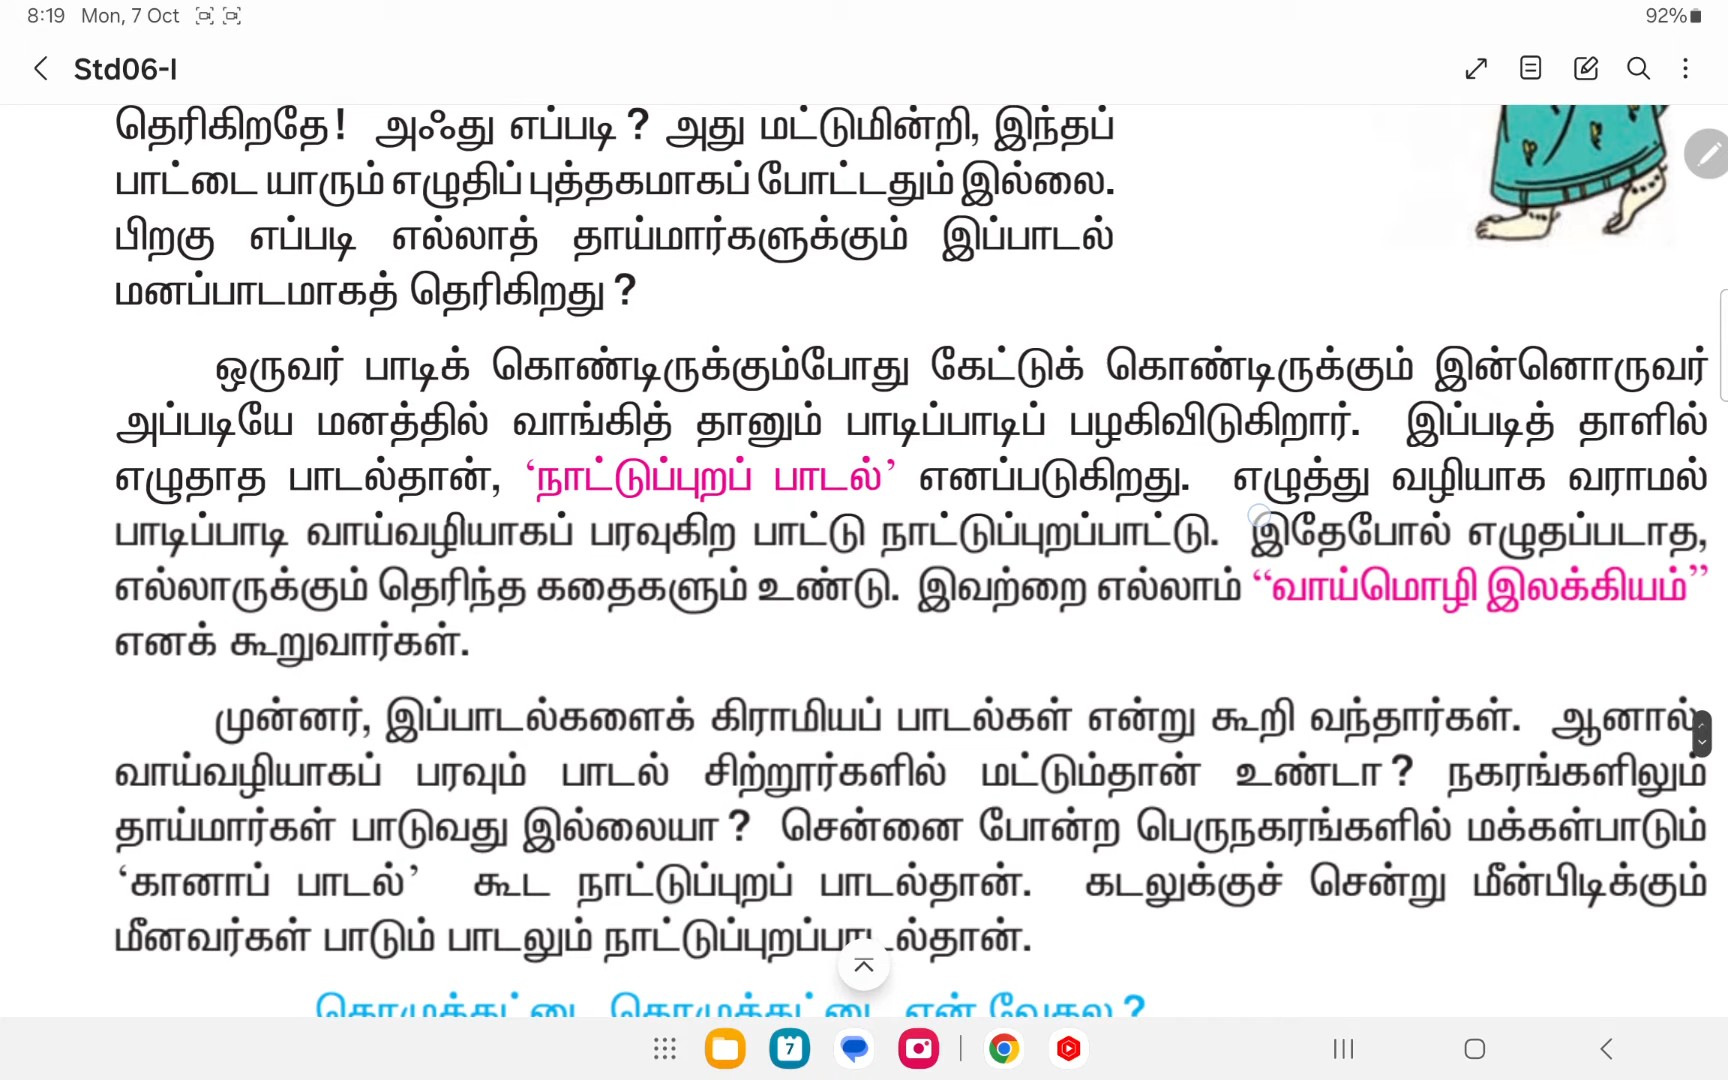 8:19 Mon, 7 Oct 92%
Std06-I
தெரிகிறதே! அஃது எப்படி? அது மட்டுமின்றி, இந்தப்
பாட்டை யாரும் எழுதிப் புத்தகமாகப் போட்டதும் இல்லை.
பிறகு எப்படி எல்லாத் தாய்மார்களுக்கும் இப்பாடல்
மனப்பாடமாகத் தெரிகிறது?
ஒருவர் பாடிக் கொண்டிருக்கும்போது கேட்டுக் கொண்டிருக்கும் இன்னொருவர்
அப்படியே மனத்தில் வாங்கித் தானும் பாடிப்பாடிப் பழகிவிடுகிறார். இப்படித் தாளில்
எழுதாத பாடல்தான், ‘நாட்டுப்புறப் பாடல்’ எனப்படுகிறது. எழுத்து வழியாக வராமல்
பாடிப்பாடி வாய்வழியாகப் பரவுகிற பாட்டு நாட்டுப்புறப்பாட்டு. இதேபோல் எழுதப்படாத,
எல்லாருக்கும் தெரிந்த கதைகளும் உண்டு. இவற்றை எல்லாம் “வாய்மொழி இலக்கியம்”
எனக் கூறுவார்கள்.
முன்னர், இப்பாடல்களைக் கிராமியப் பாடல்கள் என்று கூறி வந்தார்கள். ஆனால்
வாய்வழியாகப் பரவும் பாடல் சிற்றூர்களில் மட்டும்தான் உண்டா? நகரங்களிலும்
தாய்மார்கள் பாடுவது இல்லையா? சென்னை போன்ற பெருநகரங்களில் மக்கள்பாடும்
‘கானாப் பாடல்’ கூட நாட்டுப்புறப் பாடல்தான். கடலுக்குச் சென்று மீன்பிடிக்கும்
மீனவர்கள் பாடும் பாடலும் நாட்டுப்புறப்பாடல்தான்.
கொழுக்கட்டை கொழுக்கட்டை ஏன் வேகல?
7